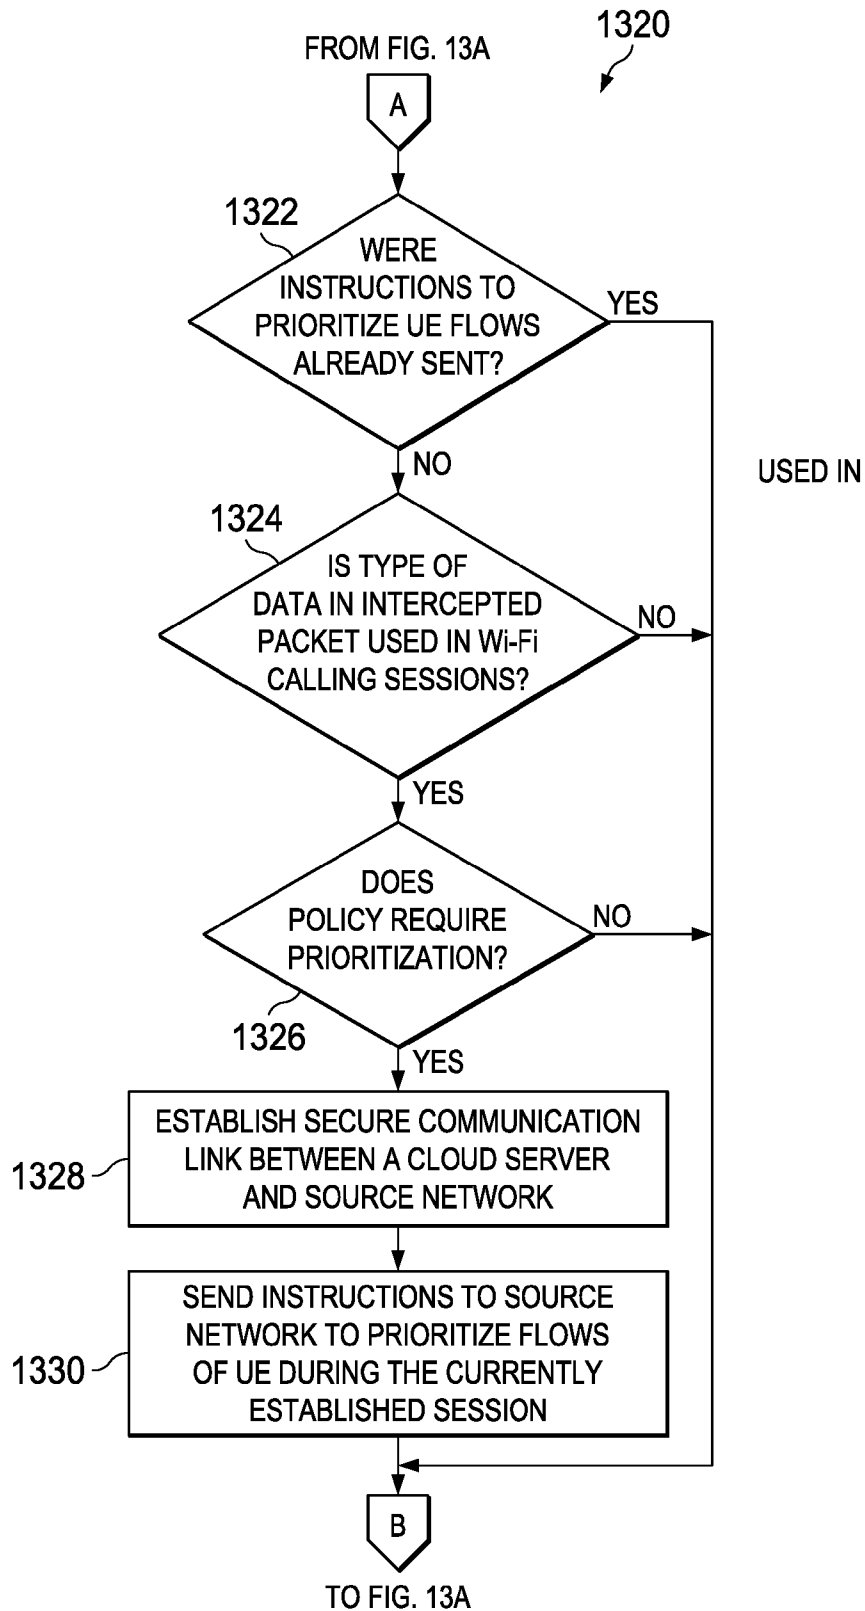 1320
FROM FIG. 13A
A
1322
WERE
INSTRUCTIONS TO
PRIORITIZE UE FLOWS
ALREADY SENT?
YES
NO
USED IN
1324
IS TYPE OF
DATA IN INTERCEPTED
PACKET USED IN Wi-Fi
CALLING SESSIONS?
NO
YES
DOES
POLICY REQUIRE
PRIORITIZATION?
NO
1326
YES
ESTABLISH SECURE COMMUNICATION
LINK BETWEEN A CLOUD SERVER
AND SOURCE NETWORK
1328
SEND INSTRUCTIONS TO SOURCE
NETWORK TO PRIORITIZE FLOWS
OF UE DURING THE CURRENTLY
ESTABLISHED SESSION
1330
B
TO FIG. 13A